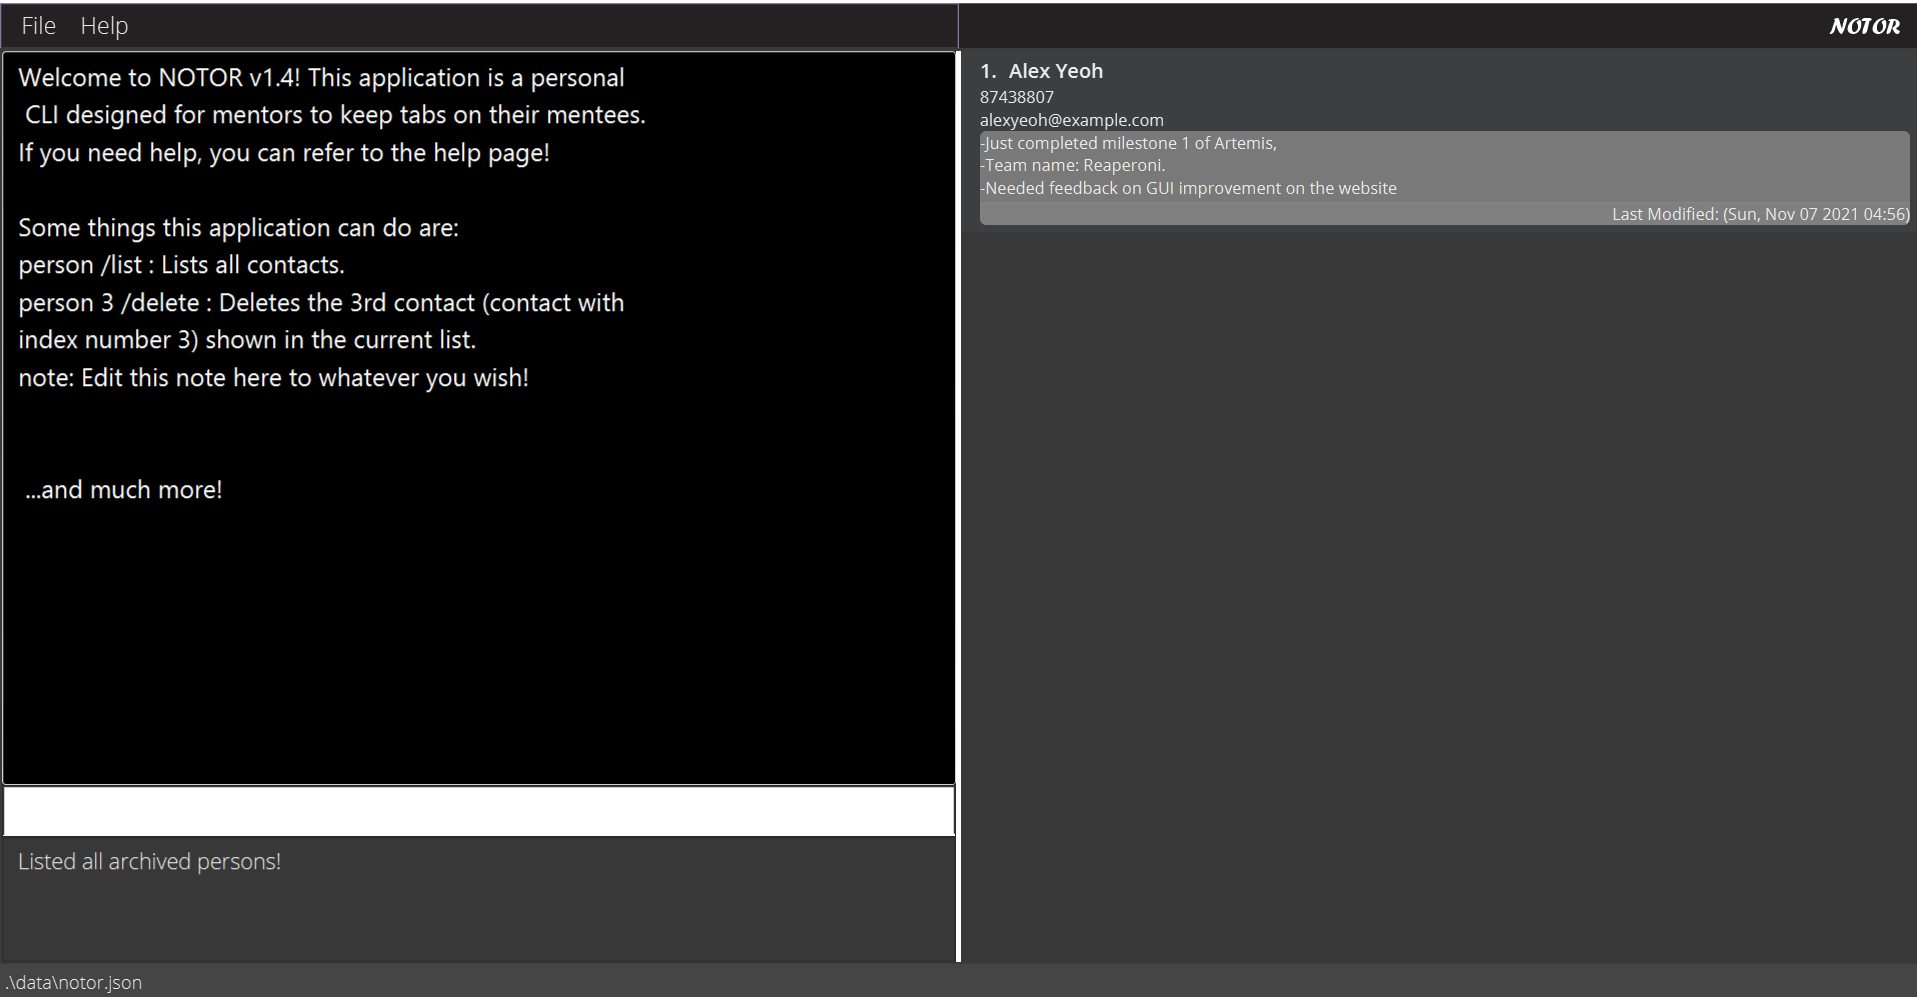 File Help
NOTOR
Welcome to NOTOR v1.4! This application is a personal
CLI designed for mentors to keep tabs on their mentees.
If you need help, you can refer to the help page!
Some things this application can do are:
person /list : Lists all contacts.
person 3 /delete : Deletes the 3rd contact (contact with
index number 3) shown in the current list.
note: Edit this note here to whatever you wish!
...and much more!
Listed all archived persons!
.\data\notor.json
1. Alex Yeoh
87438807
alexyeoh@example.com
-Just completed milestone 1 of Artemis,
-Team name: Reaperoni.
-Needed feedback on GUI improvement on the website
Last Modified: (Sun, Nov 07 2021 04:56)